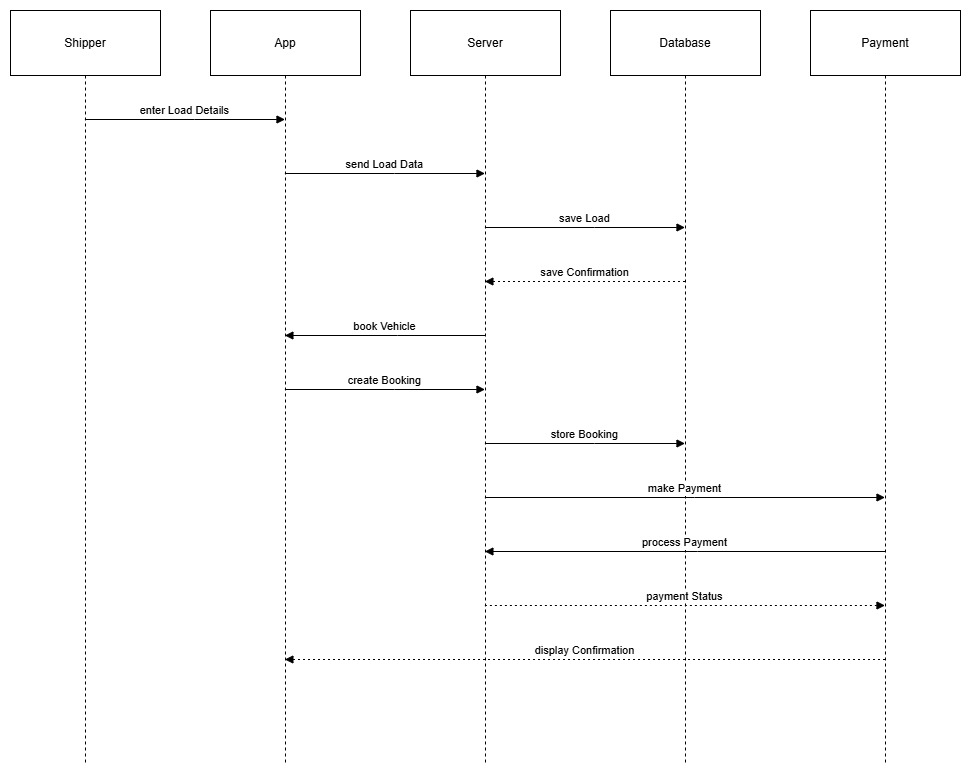 Shipper
App
Server
Database
Payment
enter Load Details
send Load Data
save Load
save Confirmation
book Vehicle
create Booking
store Booking
make Payment
process Payment
payment Status
display Confirmation